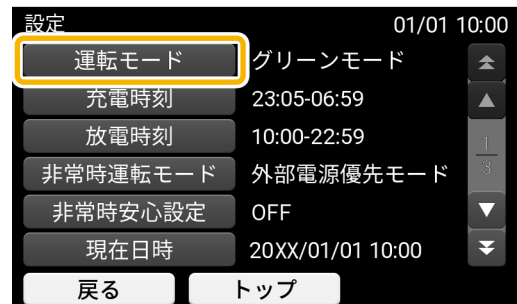 設定 01/01 10:00
運転モード グリーンモード
充電時刻 23:05-06:59
放電時刻 10:00-22:59
非常時運転モード 外部電源優先モード
非常時安心設定 OFF
現在日時 20XX/01/01 10:00
1
3
戻る トップ